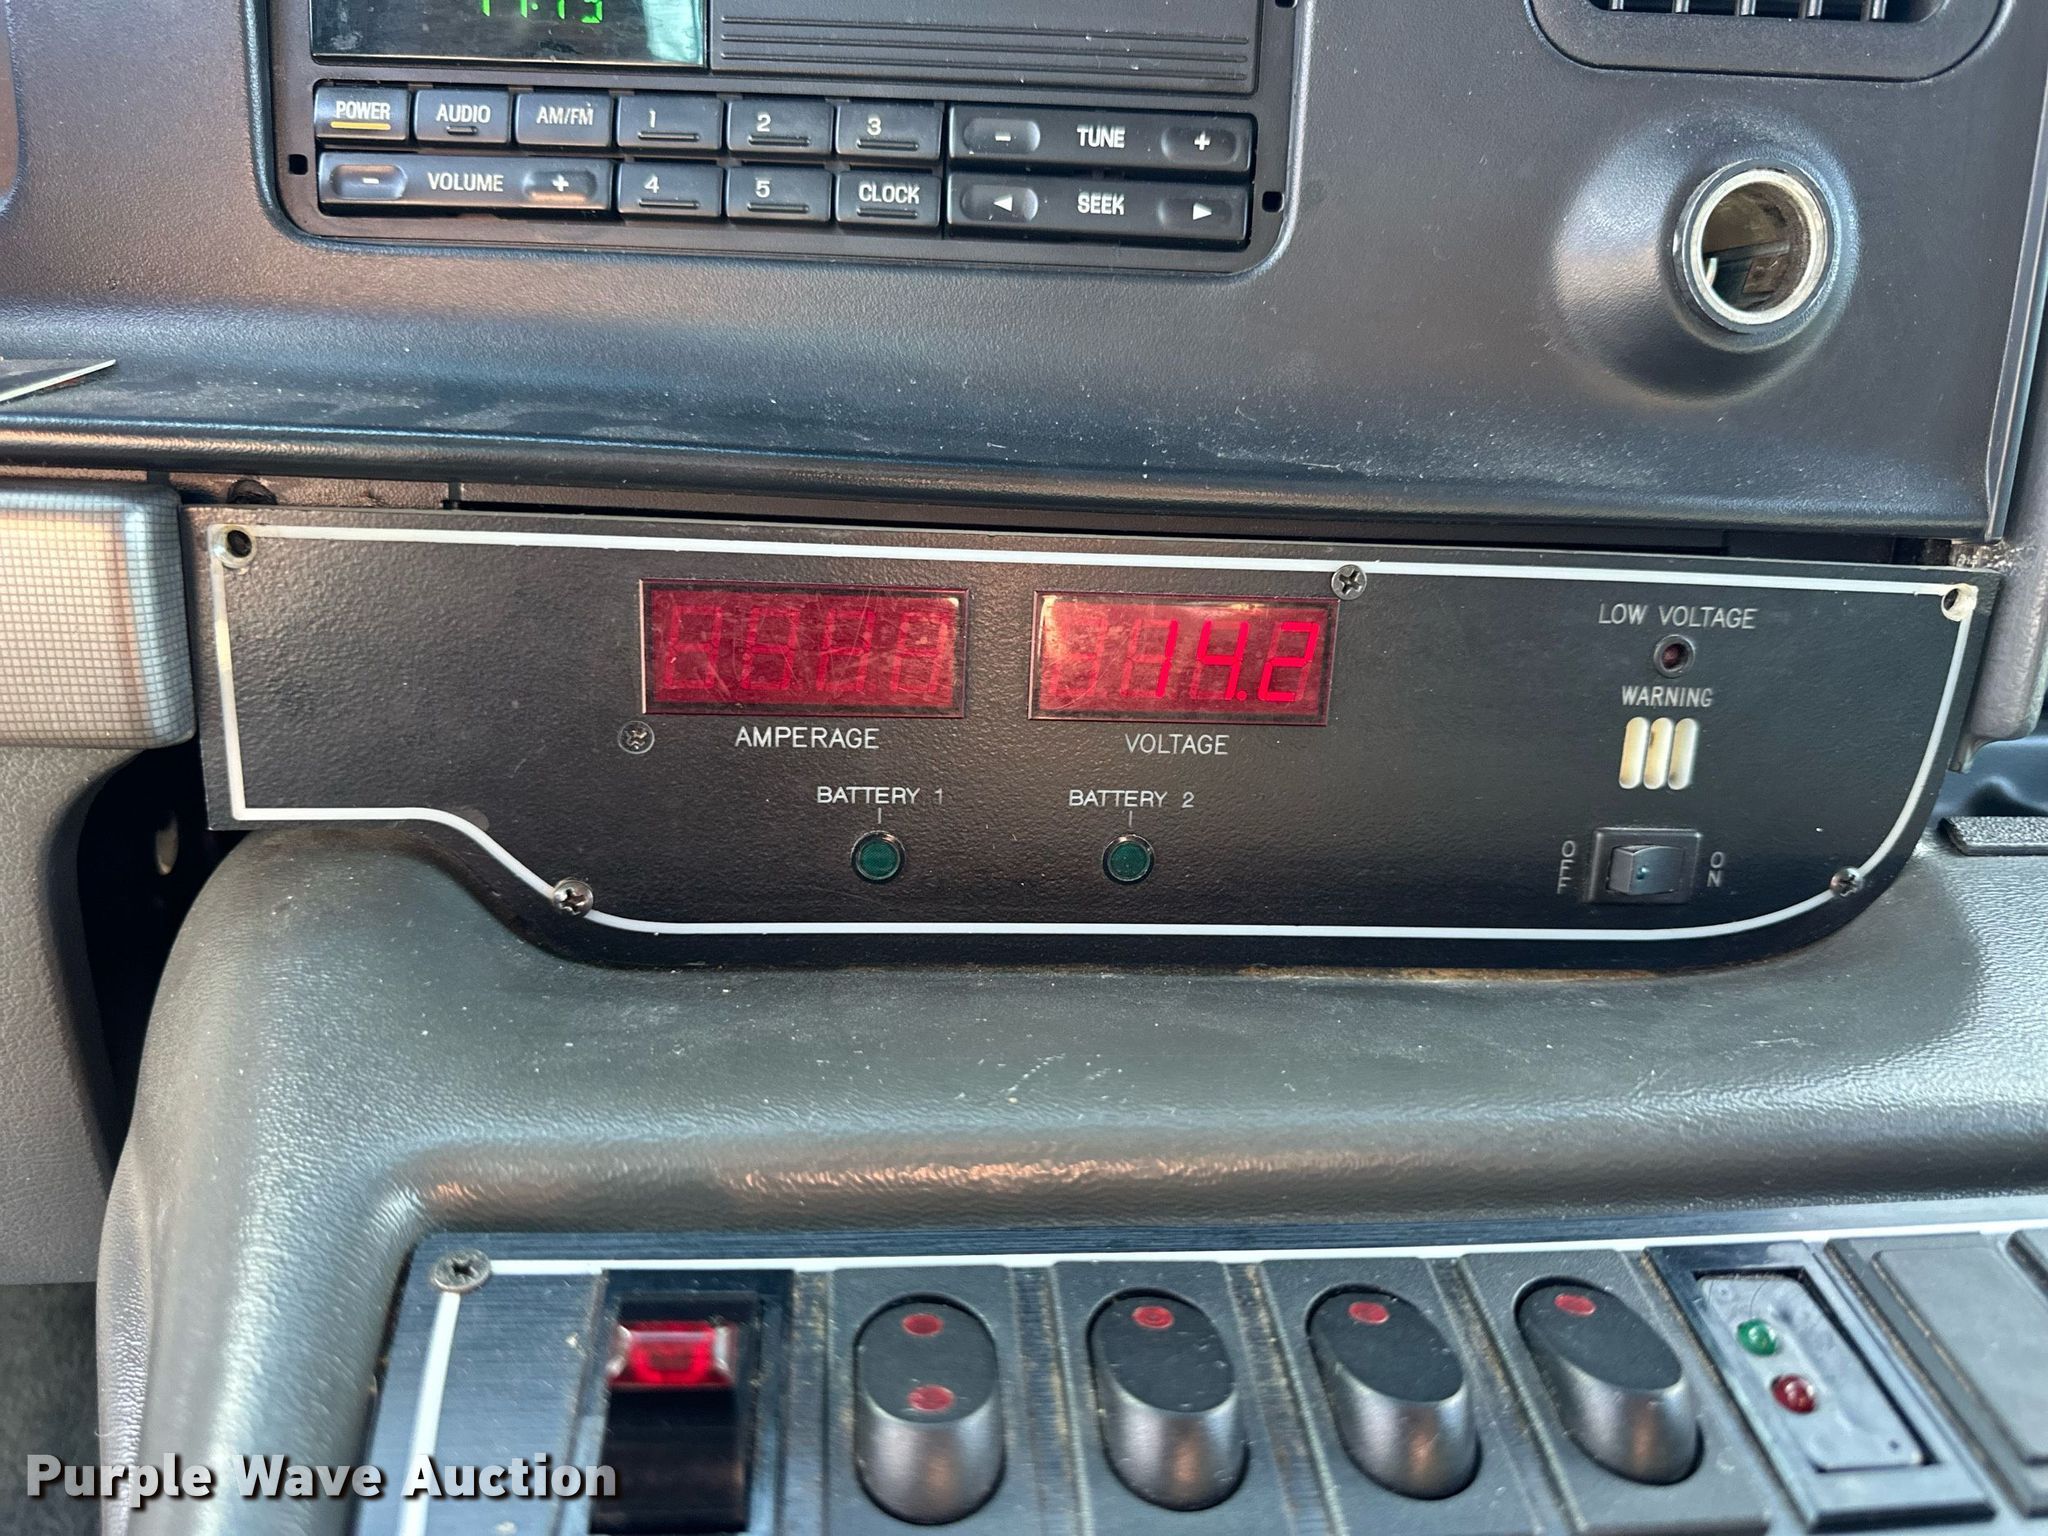 POWER AUDIO AM/FM 1 2 3 - TUNE +
- VOLUME + 4 5 CLOCK ◄ SEEK ►
14.2
AMPERAGE VOLTAGE
LOW VOLTAGE
WARNING
BATTERY 1 BATTERY 2
OFF ON
Purple Wave Auction